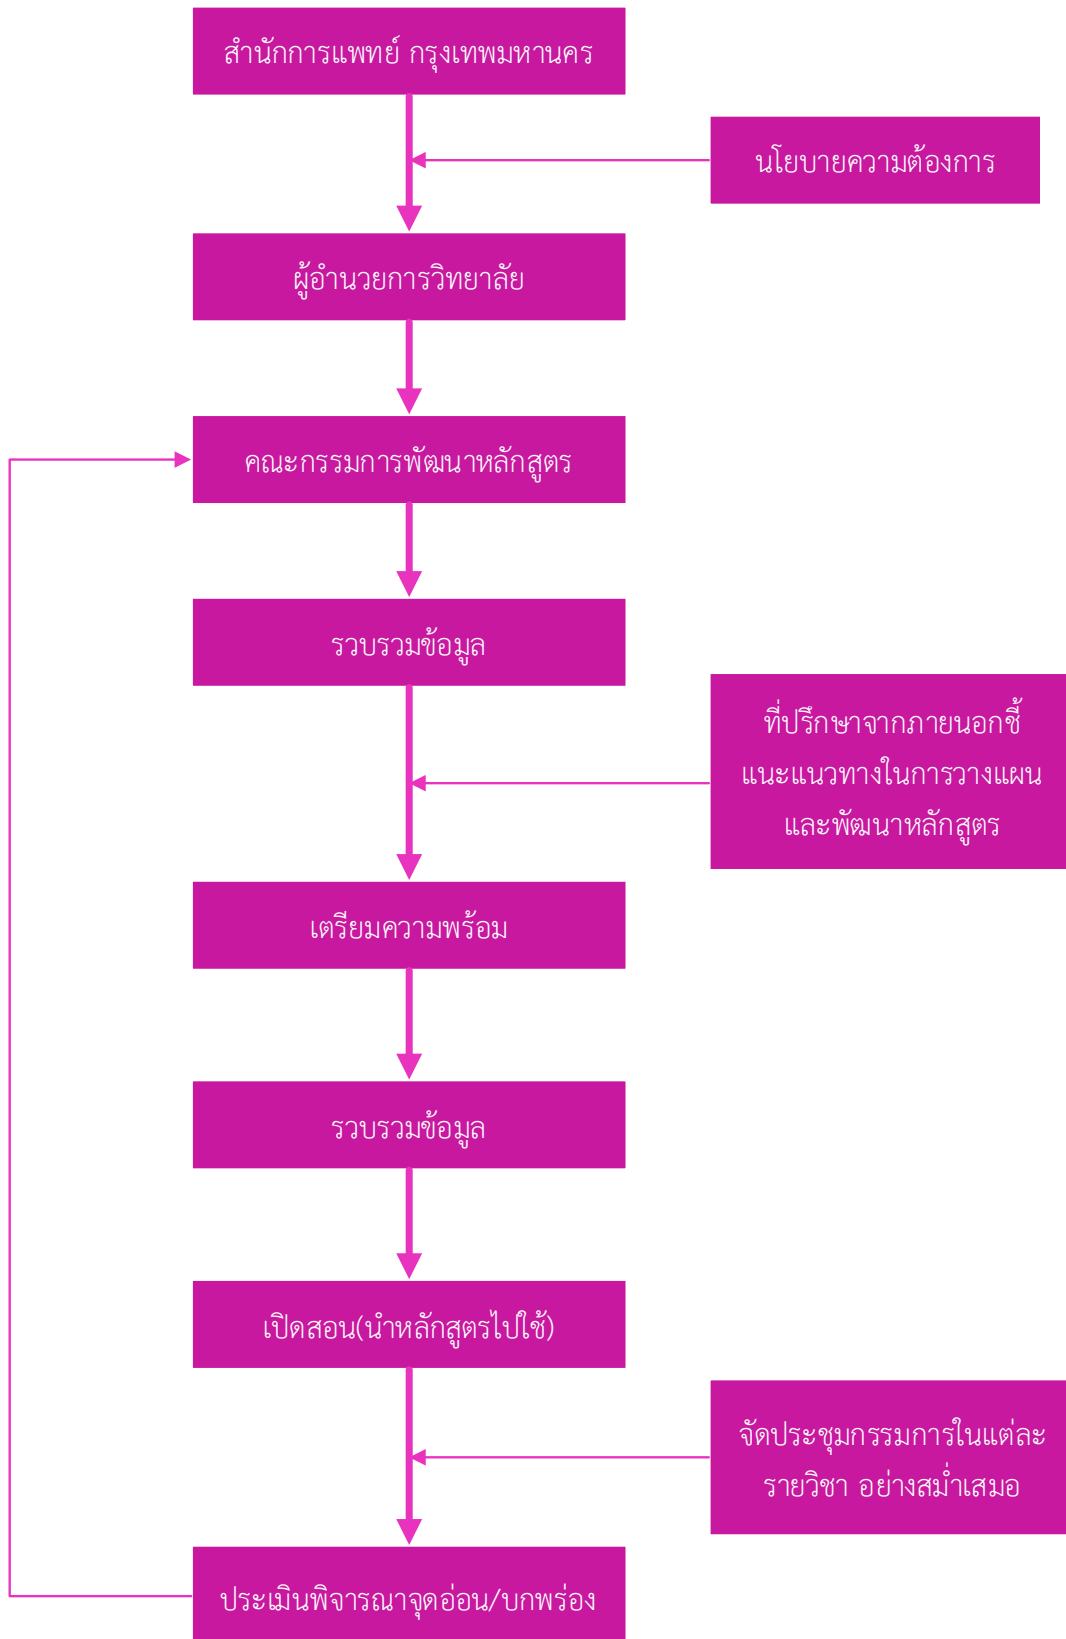 สำนักการแพทย์ กรุงเทพมหานคร
นโยบายความต้องการ
ผู้อำนวยการวิทยาลัย
คณะกรรมการพัฒนาหลักสูตร
รวบรวมข้อมูล
ที่ปรึกษาจากภายนอกชี้
แนะแนวทางในการวางแผน
และพัฒนาหลักสูตร
เตรียมความพร้อม
รวบรวมข้อมูล
เปิดสอน(นำหลักสูตรไปใช้)
จัดประชุมกรรมการในแต่ละ
รายวิชา อย่างสม่ำเสมอ
ประเมินพิจารณาจุดอ่อน/บกพร่อง